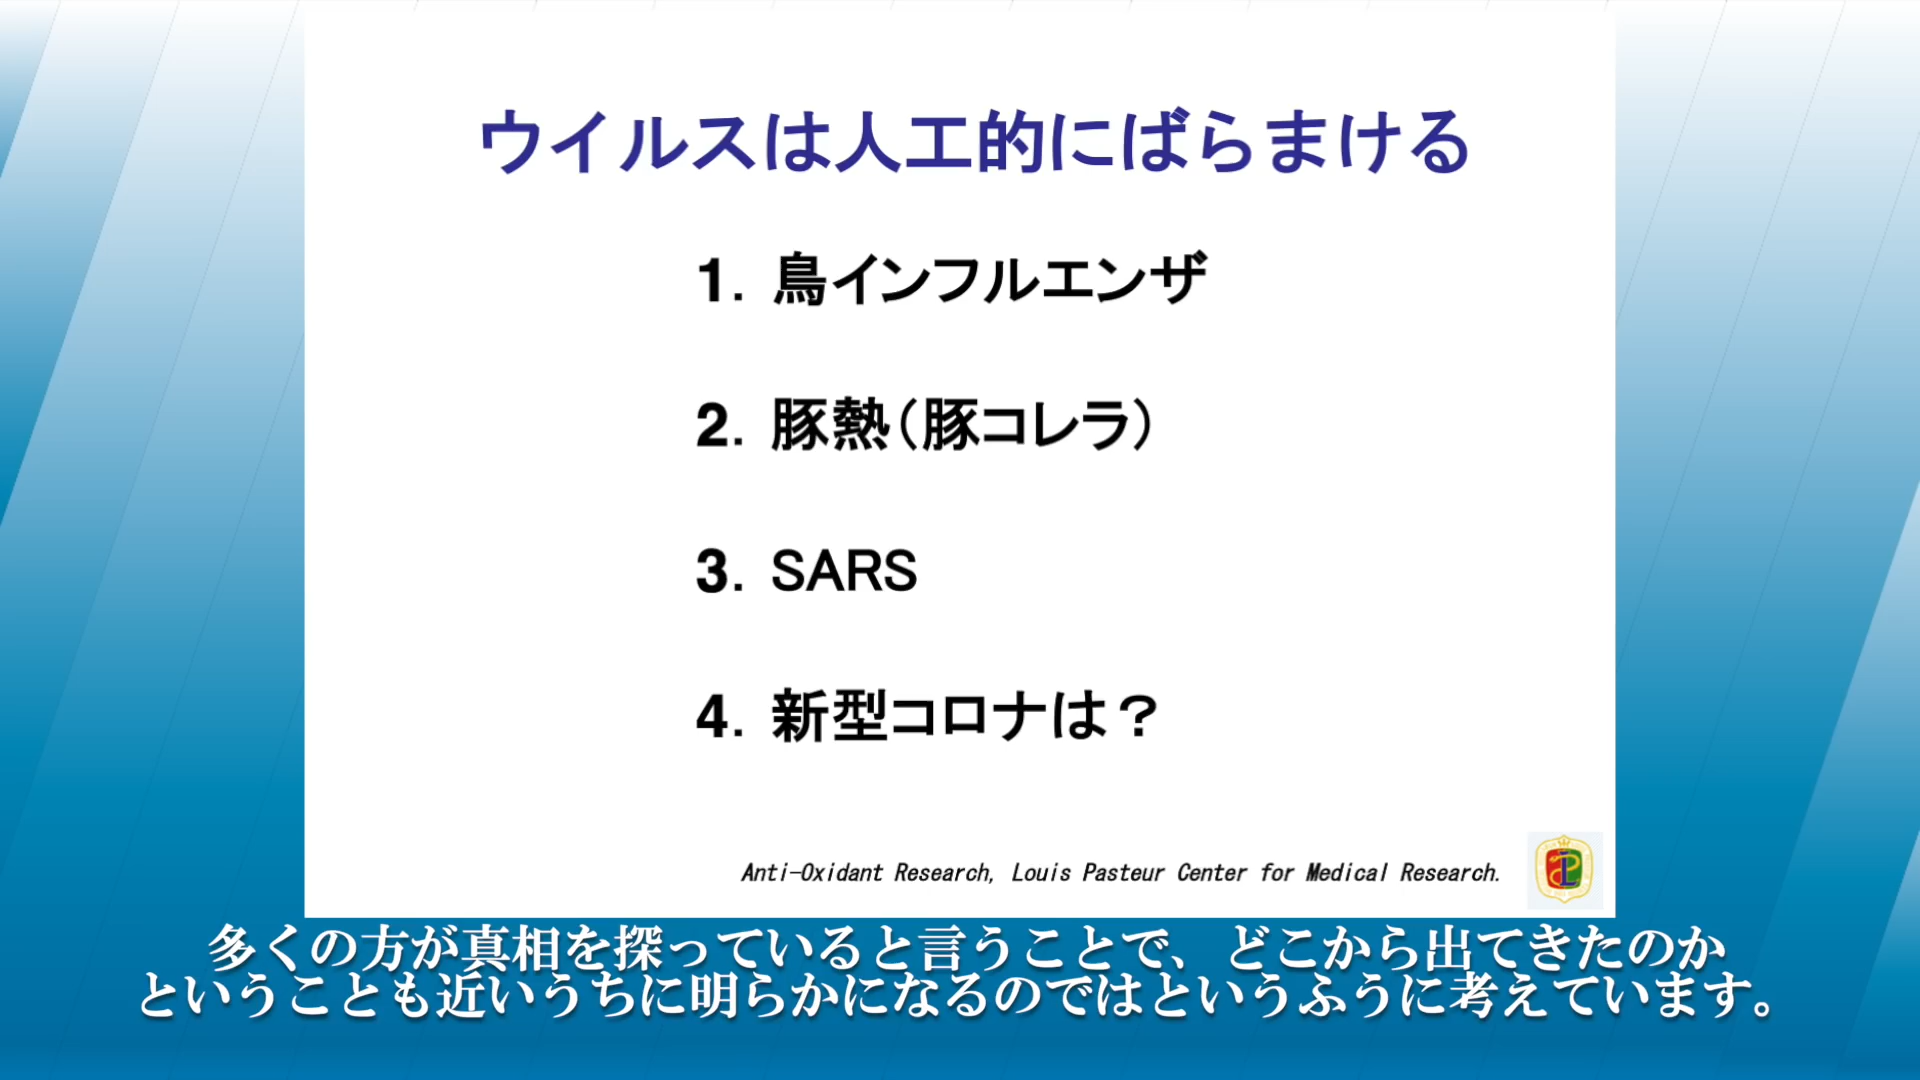 ウイルスは人工的にばらまける
1. 鳥インフルエンザ
2. 豚熱(豚コレラ)
3. SARS
4. 新型コロナは?
Anti-Oxidant Research, Louis Pasteur Center for Medical Research.
多くの方が真相を探っていると言うことで、どこから出てきたのか
ということも近いうちに明らかになるのではというふうに考えています。